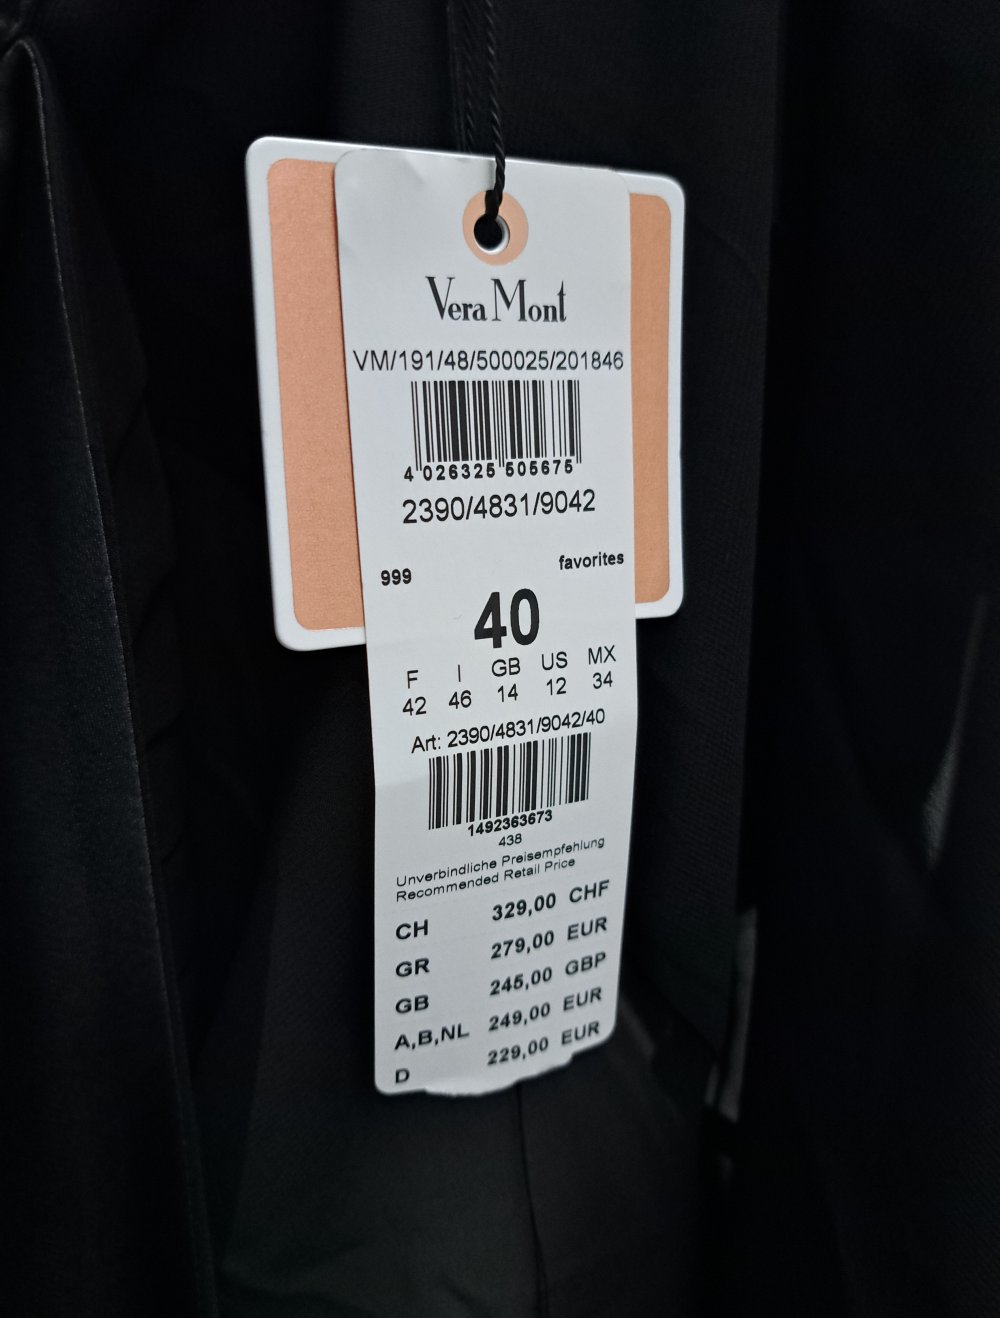 Vera Mont
VM/191/48/500025/201846
4 026325 505675
2390/4831/9042
999 favorites
40
F I GB US MX
42 46 14 12 34
Art: 2390/4831/9042/40
1492363673
438
Unverbindliche Preisempfehlung
Recommended Retail Price
CH 329,00 CHF
GR 279,00 EUR
GB 245,00 GBP
A,B,NL 249,00 EUR
D 229,00 EUR